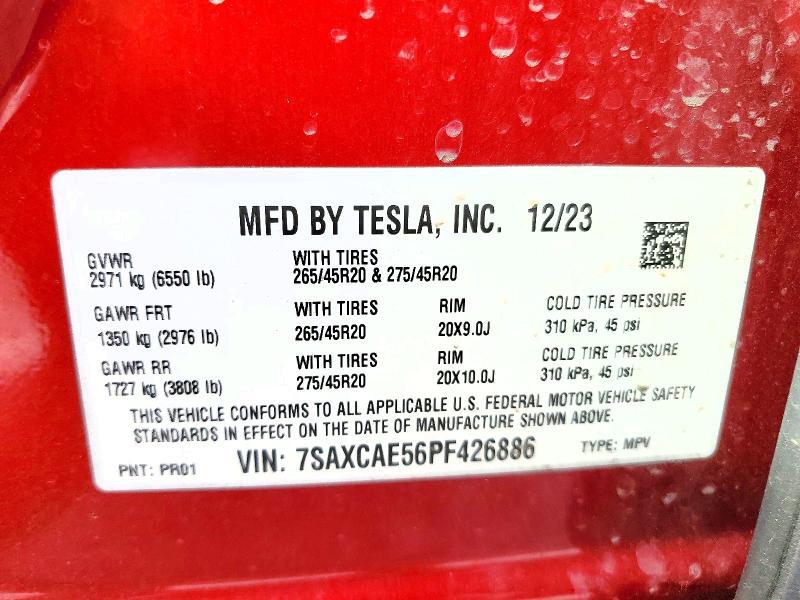 MFD BY TESLA, INC. 12/23
GVWR WITH TIRES
2971 kg (6550 lb) 265/45R20 & 275/45R20
GAWR FRT WITH TIRES RIM COLD TIRE PRESSURE
1350 kg (2976 lb) 265/45R20 20X9.0J 310 kPa, 45 psi
GAWR RR WITH TIRES RIM COLD TIRE PRESSURE
1727 kg (3808 lb) 275/45R20 20X10.0J 310 kPa, 45 psi
THIS VEHICLE CONFORMS TO ALL APPLICABLE U.S. FEDERAL MOTOR VEHICLE SAFETY
STANDARDS IN EFFECT ON THE DATE OF MANUFACTURE SHOWN ABOVE.
PNT: PR01 VIN: 7SAXCAE56PF426886 TYPE: MPV